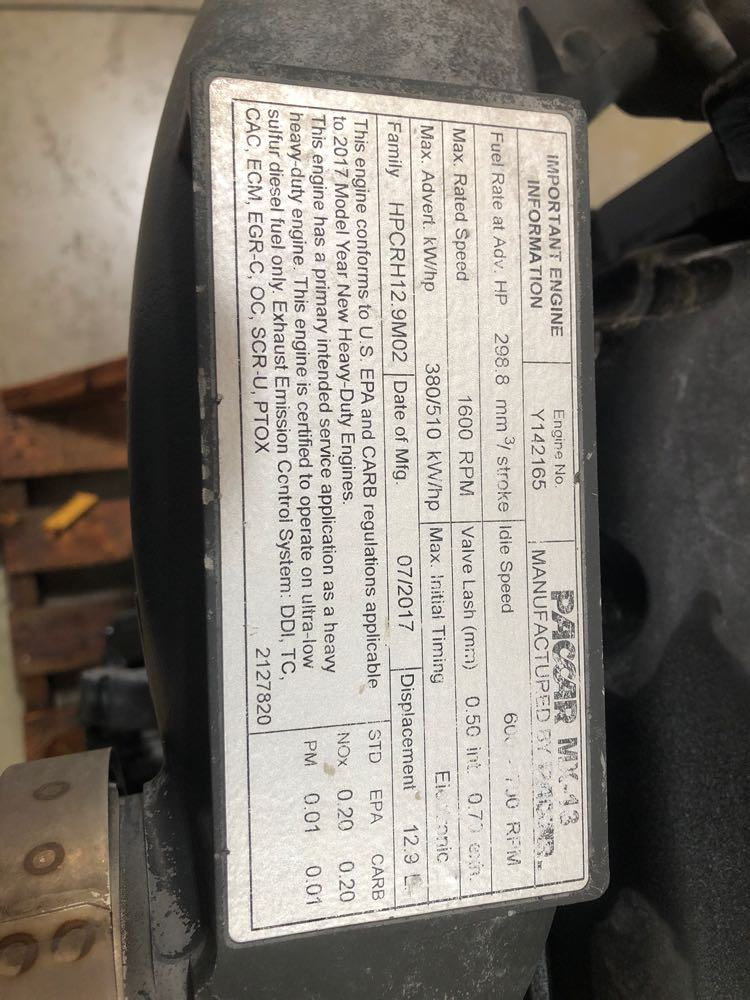 IMPORTANT ENGINE INFORMATION
Engine No.
Y142165
PACCAR MX-13
MANUFACTURED BY
Fuel Rate at Adv. HP 298.8 mm³/ stroke Idle Speed RPM
Max. Rated Speed 1600 RPM Valve Lash (mm) 0.50 int.
Max. Advert. kW/hp 380/510 kW/hp Max. Initial Timing
Family HPCRH12.9M02 Date of Mfg. 07/2017 Displacement 12.9 L
This engine conforms to U.S. EPA and CARB regulations applicable
to 2017 Model Year New Heavy-Duty Engines.
This engine has a primary intended service application as a heavy
heavy-duty engine. This engine is certified to operate on ultra-low
sulfur diesel fuel only. Exhaust Emission Control System: DDI, TC,
CAC, ECM, EGR-C, OC, SCR-U, PTOX 2127820
STD EPA CARB
NOx 0.20 0.20
PM 0.01 0.01